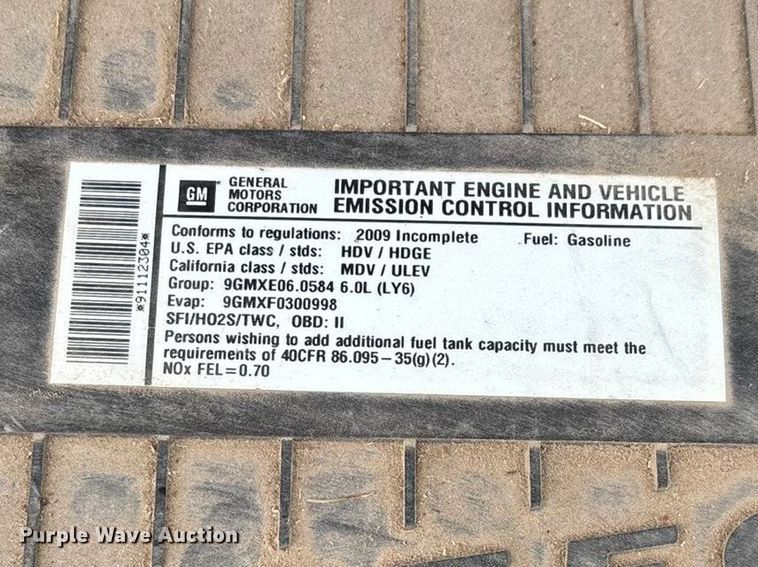 *91112304*
GM GENERAL MOTORS CORPORATION
IMPORTANT ENGINE AND VEHICLE
EMISSION CONTROL INFORMATION
Conforms to regulations: 2009 Incomplete Fuel: Gasoline
U.S. EPA class / stds: HDV / HDGE
California class / stds: MDV / ULEV
Group: 9GMXE06.0584 6.0L (LY6)
Evap: 9GMXF0300998
SFI/HO2S/TWC, OBD: II
Persons wishing to add additional fuel tank capacity must meet the
requirements of 40CFR 86.095-35(g)(2).
NOx FEL=0.70
Purple Wave Auction